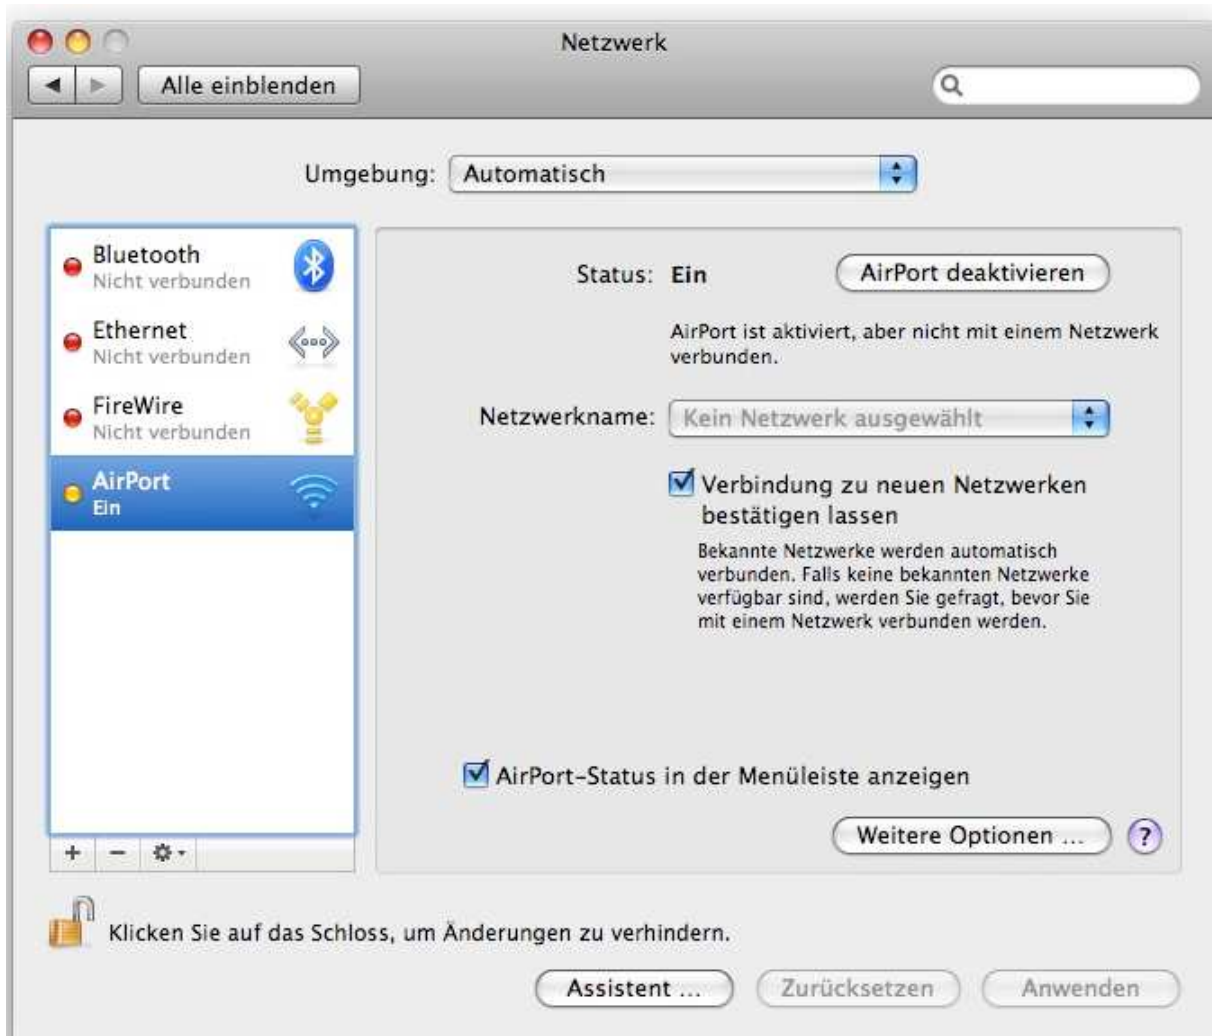 Netzwerk
Alle einblenden
Umgebung: Automatisch
Bluetooth
Nicht verbunden
Ethernet
Nicht verbunden
FireWire
Nicht verbunden
AirPort
Ein
Status: Ein
AirPort deaktivieren
AirPort ist aktiviert, aber nicht mit einem Netzwerk
verbunden.
Netzwerkname: Kein Netzwerk ausgewählt
Verbindung zu neuen Netzwerken
bestätigen lassen
Bekannte Netzwerke werden automatisch
verbunden. Falls keine bekannten Netzwerke
verfügbar sind, werden Sie gefragt, bevor Sie
mit einem Netzwerk verbunden werden.
AirPort-Status in der Menüleiste anzeigen
Weitere Optionen ... ?
Klicken Sie auf das Schloss, um Änderungen zu verhindern.
Assistent ... Zurücksetzen Anwenden